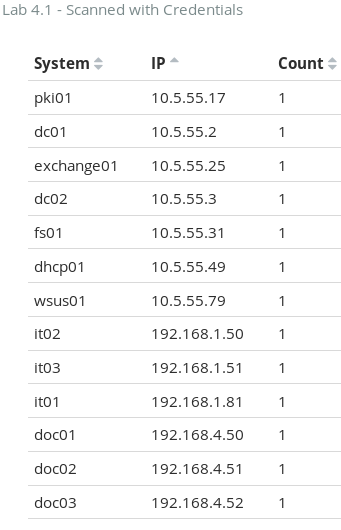 Lab 4.1 - Scanned with Credentials
System IP Count
pki01 10.5.55.17 1
dc01 10.5.55.2 1
exchange01 10.5.55.25 1
dc02 10.5.55.3 1
fs01 10.5.55.31 1
dhcp01 10.5.55.49 1
wsus01 10.5.55.79 1
it02 192.168.1.50 1
it03 192.168.1.51 1
it01 192.168.1.81 1
doc01 192.168.4.50 1
doc02 192.168.4.51 1
doc03 192.168.4.52 1